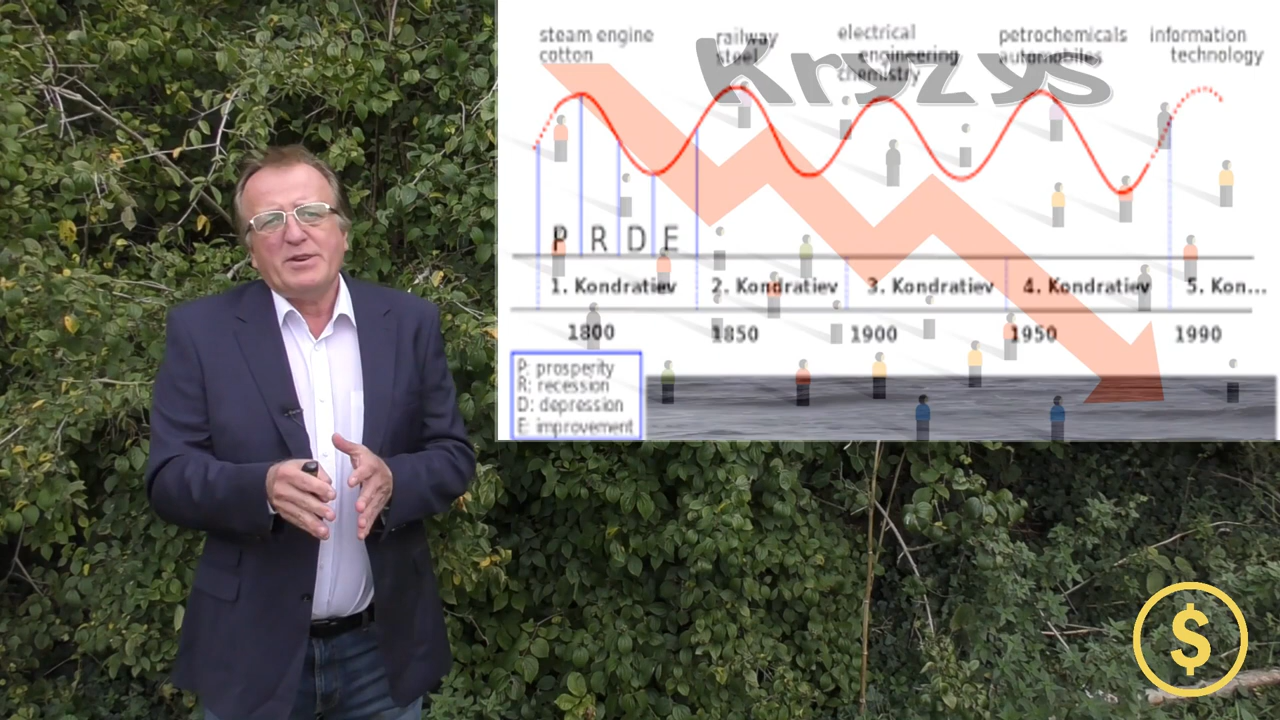 steam engine
cotton
railway
steel
electrical
engineering
chemistry
petrochemicals
automobiles
information
technology
Kryzys
P R D E
1. Kondratiev
2. Kondratiev
3. Kondratiev
4. Kondratiev
5. Kon...
1800
1850
1900
1950
1990
P: prosperity
R: recession
D: depression
E: improvement
$